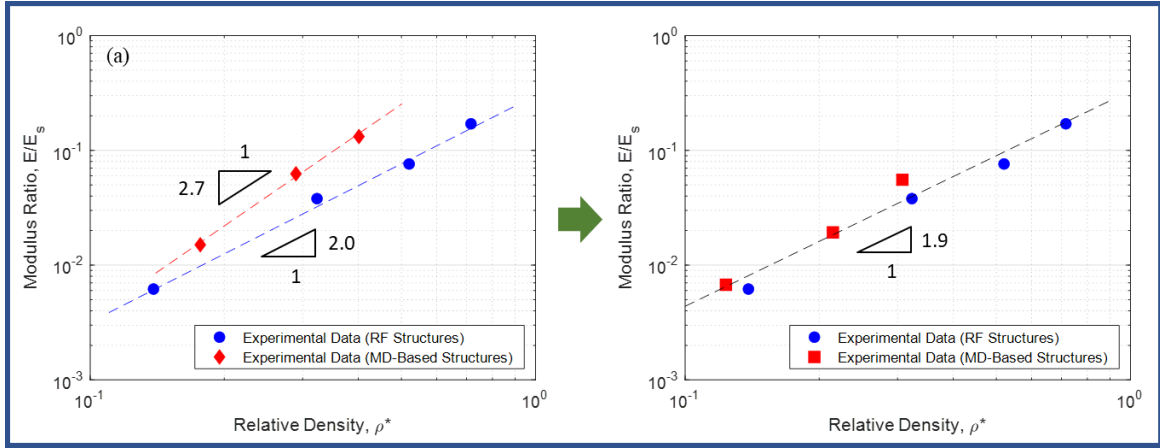 (a)
10^0
10^-1
10^-2
10^-3
Modulus Ratio, E/E_s
1
2.7
2.0
1
Experimental Data (RF Structures)
Experimental Data (MD-Based Structures)
10^-1
10^0
Relative Density, ρ*
10^0
10^-1
10^-2
10^-3
Modulus Ratio, E/E_s
1.9
1
Experimental Data (RF Structures)
Experimental Data (MD-Based Structures)
10^-1
10^0
Relative Density, ρ*